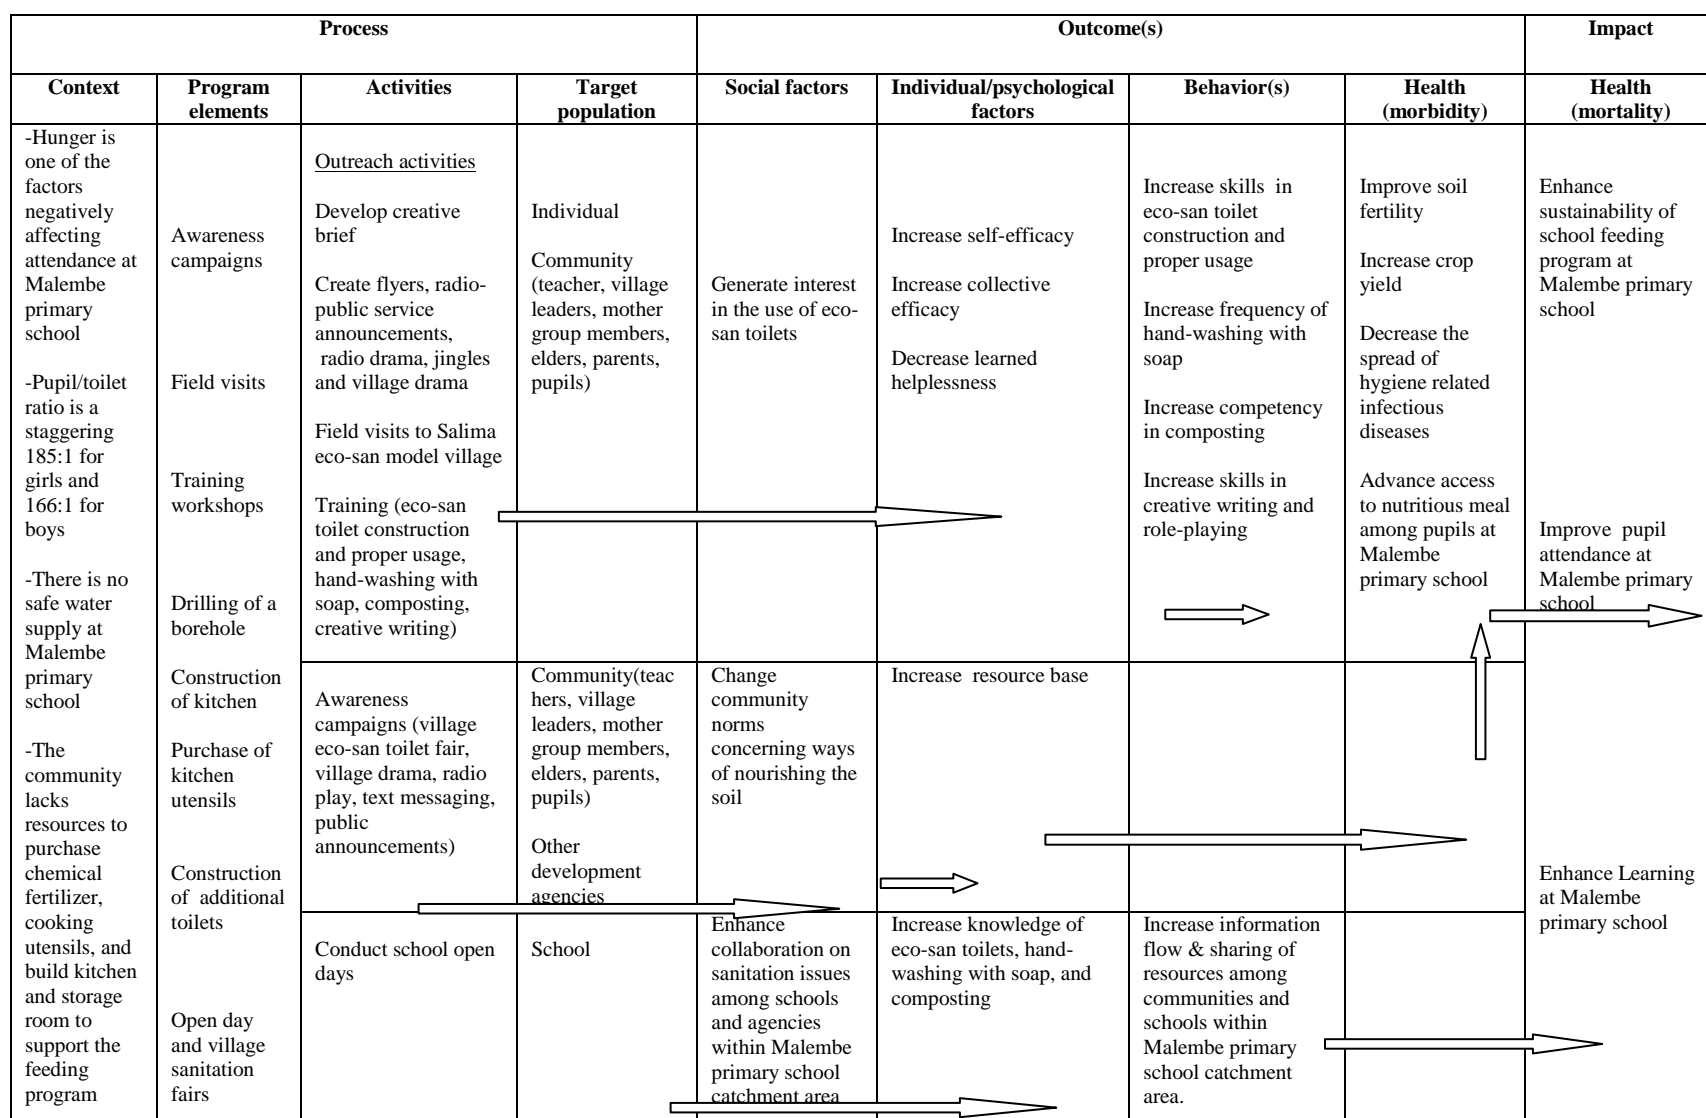 Process
Outcome(s)
Impact
Context
Program
elements
Activities
Target
population
Social factors
Individual/psychological
factors
Behavior(s)
Health
(morbidity)
Health
(mortality)
-Hunger is
one of the
factors
negatively
affecting
attendance at
Malembe
primary
school
-Pupil/toilet
ratio is a
staggering
185:1 for
girls and
166:1 for
boys
-There is no
safe water
supply at
Malembe
primary
school
-The
community
lacks
resources to
purchase
chemical
fertilizer,
cooking
utensils, and
build kitchen
and storage
room to
support the
feeding
program
Awareness
campaigns
Field visits
Training
workshops
Drilling of a
borehole
Construction
of kitchen
Purchase of
kitchen
utensils
Construction
of additional
toilets
Open day
and village
sanitation
fairs
Outreach activities
Develop creative
brief
Create flyers, radio-
public service
announcements,
radio drama, jingles
and village drama
Field visits to Salima
eco-san model village
Training (eco-san
toilet construction
and proper usage,
hand-washing with
soap, composting,
creative writing)
Individual
Community
(teacher, village
leaders, mother
group members,
elders, parents,
pupils)
Generate interest
in the use of eco-
san toilets
Increase self-efficacy
Increase collective
efficacy
Decrease learned
helplessness
Increase skills in
eco-san toilet
construction and
proper usage
Increase frequency of
hand-washing with
soap
Increase competency
in composting
Increase skills in
creative writing and
role-playing
Improve soil
fertility
Increase crop
yield
Decrease the
spread of
hygiene related
infectious
diseases
Advance access
to nutritious meal
among pupils at
Malembe
primary school
Enhance
sustainability of
school feeding
program at
Malembe primary
school
Improve pupil
attendance at
Malembe primary
school
Enhance Learning
at Malembe
primary school
Awareness
campaigns (village
eco-san toilet fair,
village drama, radio
play, text messaging,
public
announcements)
Community(teac
hers, village
leaders, mother
group members,
elders, parents,
pupils)
Other
development
agencies
Change
community
norms
concerning ways
of nourishing the
soil
Increase resource base
Conduct school open
days
School
Enhance
collaboration on
sanitation issues
among schools
and agencies
within Malembe
primary school
catchment area
Increase knowledge of
eco-san toilets, hand-
washing with soap, and
composting
Increase information
flow & sharing of
resources among
communities and
schools within
Malembe primary
school catchment
area.